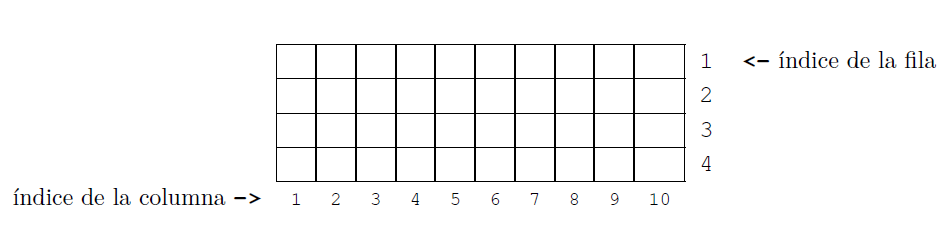 1 <- índice de la fila
2
3
4
índice de la columna -> 1 2 3 4 5 6 7 8 9 10